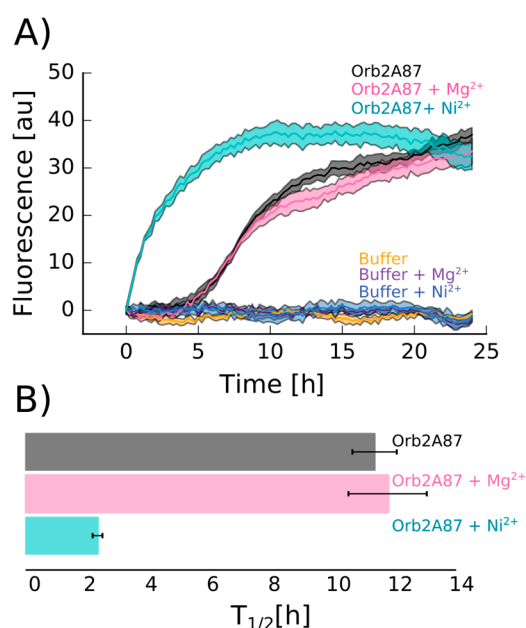 A)
Fluorescence [au]
50
40
30
20
10
0
Orb2A87
Orb2A87 + Mg²⁺
Orb2A87+ Ni²⁺
Buffer
Buffer + Mg²⁺
Buffer + Ni²⁺
0 5 10 15 20 25
Time [h]
B)
Orb2A87
Orb2A87 + Mg²⁺
Orb2A87 + Ni²⁺
0 2 4 6 8 10 12 14
T₁/₂[h]